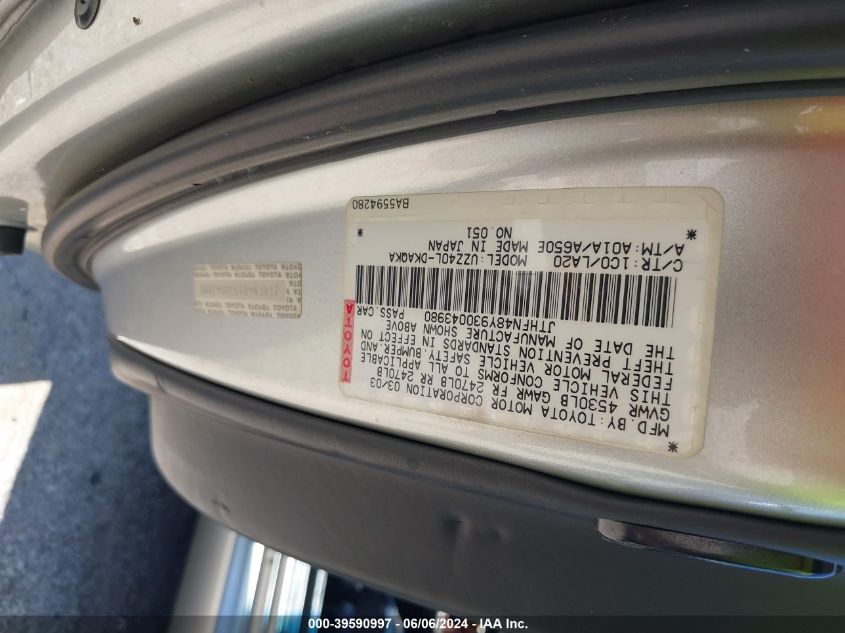 MFD. BY: TOYOTA MOTOR CORPORATION 03/03
GVWR 4530LB GAWR FR 2470LB RR 2470LB
THIS VEHICLE CONFORMS TO ALL APPLICABLE
FEDERAL MOTOR VEHICLE SAFETY, BUMPER, AND
THEFT PREVENTION STANDARDS IN EFFECT ON
THE DATE OF MANUFACTURE SHOWN ABOVE
JTHFN48Y930043980 PASS. CAR
TOYOTA
C/TR: 1C0/LA20 MODEL: UZZ40L-DKAQKA
A/TM: A01A/A650E MADE IN JAPAN
NO. 051
BA5594280
000-39590997 - 06/06/2024 - IAA Inc.